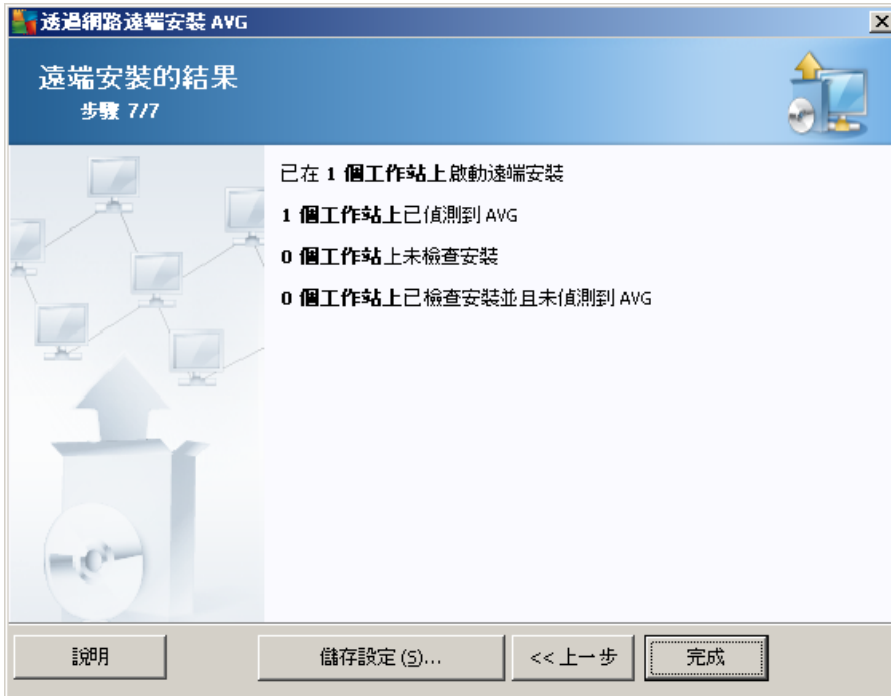 透過網路遠端安裝 AVG
遠端安裝的結果
步驟 7/7
已在 1 個工作站上啟動遠端安裝
1 個工作站上已偵測到 AVG
0 個工作站上未檢查安裝
0 個工作站上已檢查安裝並且未偵測到 AVG
說明
儲存設定(S)...
<< 上一步
完成